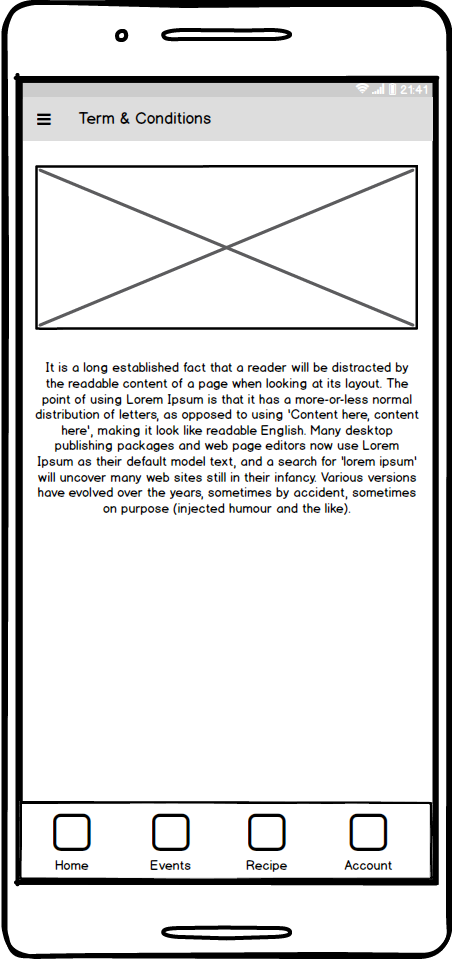 21:41
Term & Conditions
It is a long established fact that a reader will be distracted by
the readable content of a page when looking at its layout. The
point of using Lorem Ipsum is that it has a more-or-less normal
distribution of letters, as opposed to using 'Content here, content
here', making it look like readable English. Many desktop
publishing packages and web page editors now use Lorem
Ipsum as their default model text, and a search for 'lorem ipsum'
will uncover many web sites still in their infancy. Various versions
have evolved over the years, sometimes by accident, sometimes
on purpose (injected humour and the like).
Home Events Recipe Account